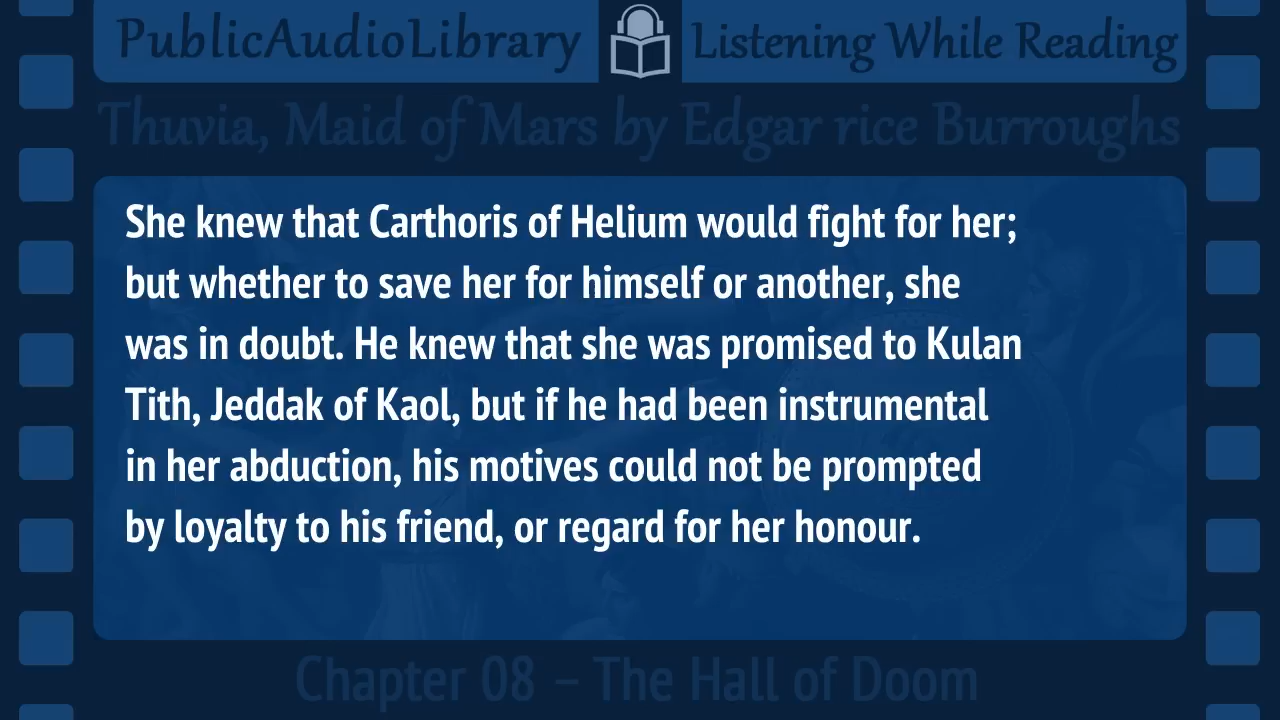 PublicAudioLibrary Listening While Reading
Thuvia, Maid of Mars by Edgar rice Burroughs
She knew that Carthoris of Helium would fight for her;
but whether to save her for himself or another, she
was in doubt. He knew that she was promised to Kulan
Tith, Jeddak of Kaol, but if he had been instrumental
in her abduction, his motives could not be prompted
by loyalty to his friend, or regard for her honour.
Chapter 08 – The Hall of Doom